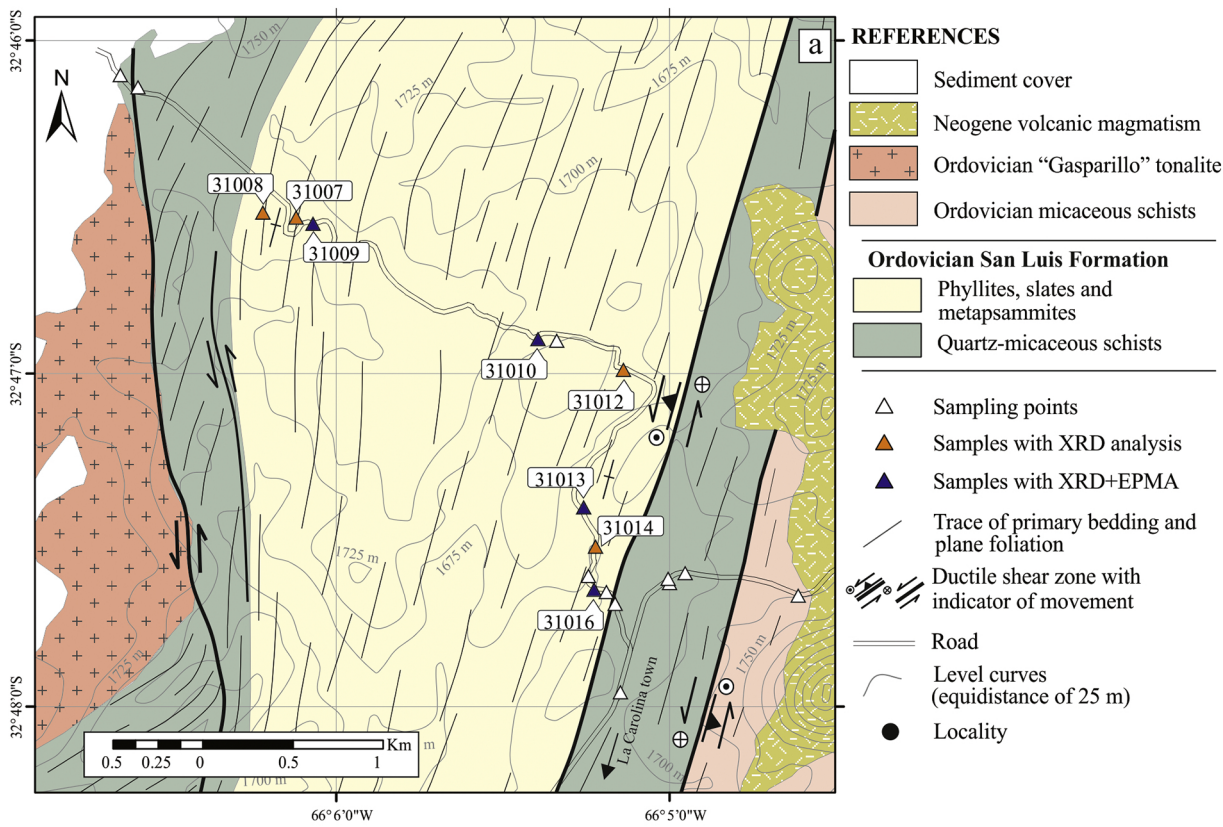 a
N
32°46'0"S
32°47'0"S
32°48'0"S
66°6'0"W
66°5'0"W
1750 m
1725 m
1675 m
1700 m
31008
31007
31009
31010
31012
31013
31014
31016
1725 m
1775 m
1725 m
1675 m
1725 m
1750 m
1700 m
1700 m
m
La Carolina town
Km
0.5 0.25 0 0.5 1
REFERENCES
Sediment cover
Neogene volcanic magmatism
Ordovician “Gasparillo” tonalite
Ordovician micaceous schists
Ordovician San Luis Formation
Phyllites, slates and
metapsammites
Quartz-micaceous schists
Sampling points
Samples with XRD analysis
Samples with XRD+EPMA
Trace of primary bedding and
plane foliation
Ductile shear zone with
indicator of movement
Road
Level curves
(equidistance of 25 m)
Locality